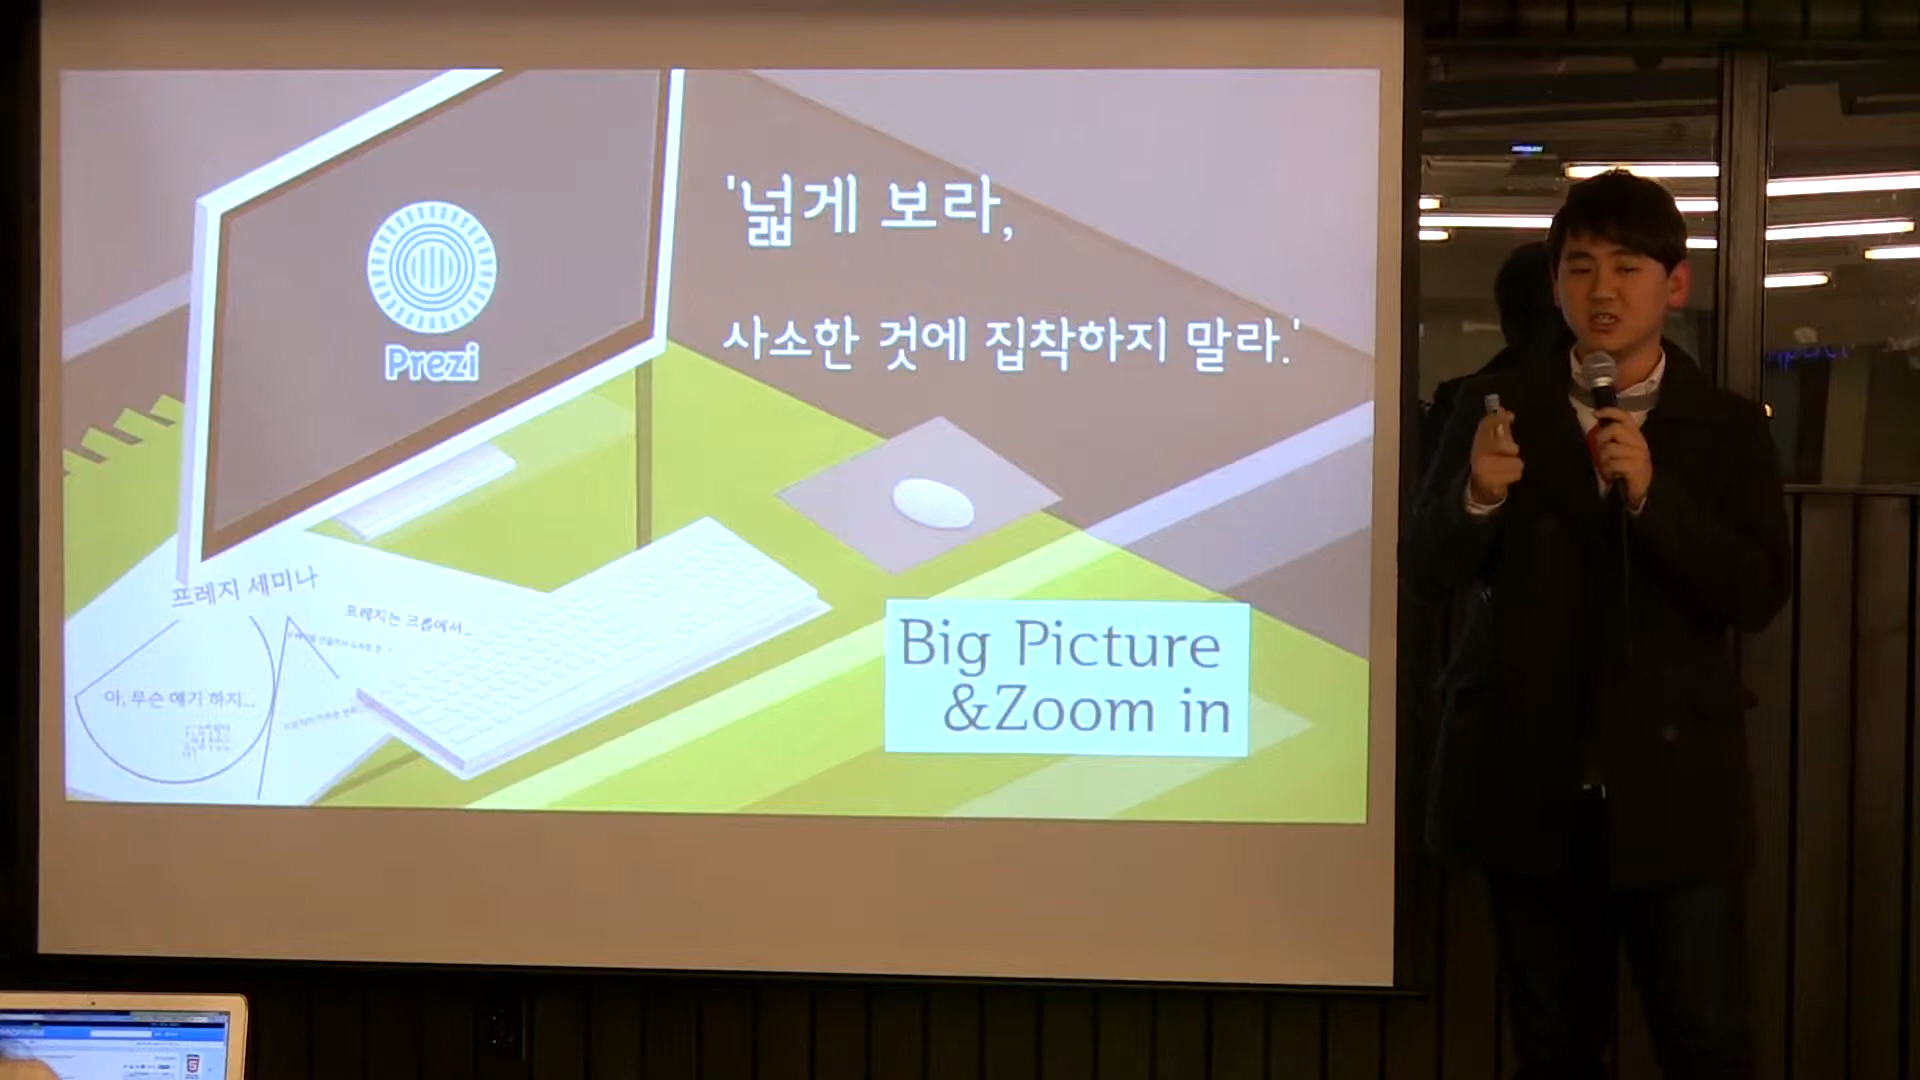 '넓게 보라,
사소한 것에 집착하지 말라.'
Prezi
프레지 세미나
프레지는 크롭에서...
아, 무슨 얘기 하지...
Big Picture
&Zoom in